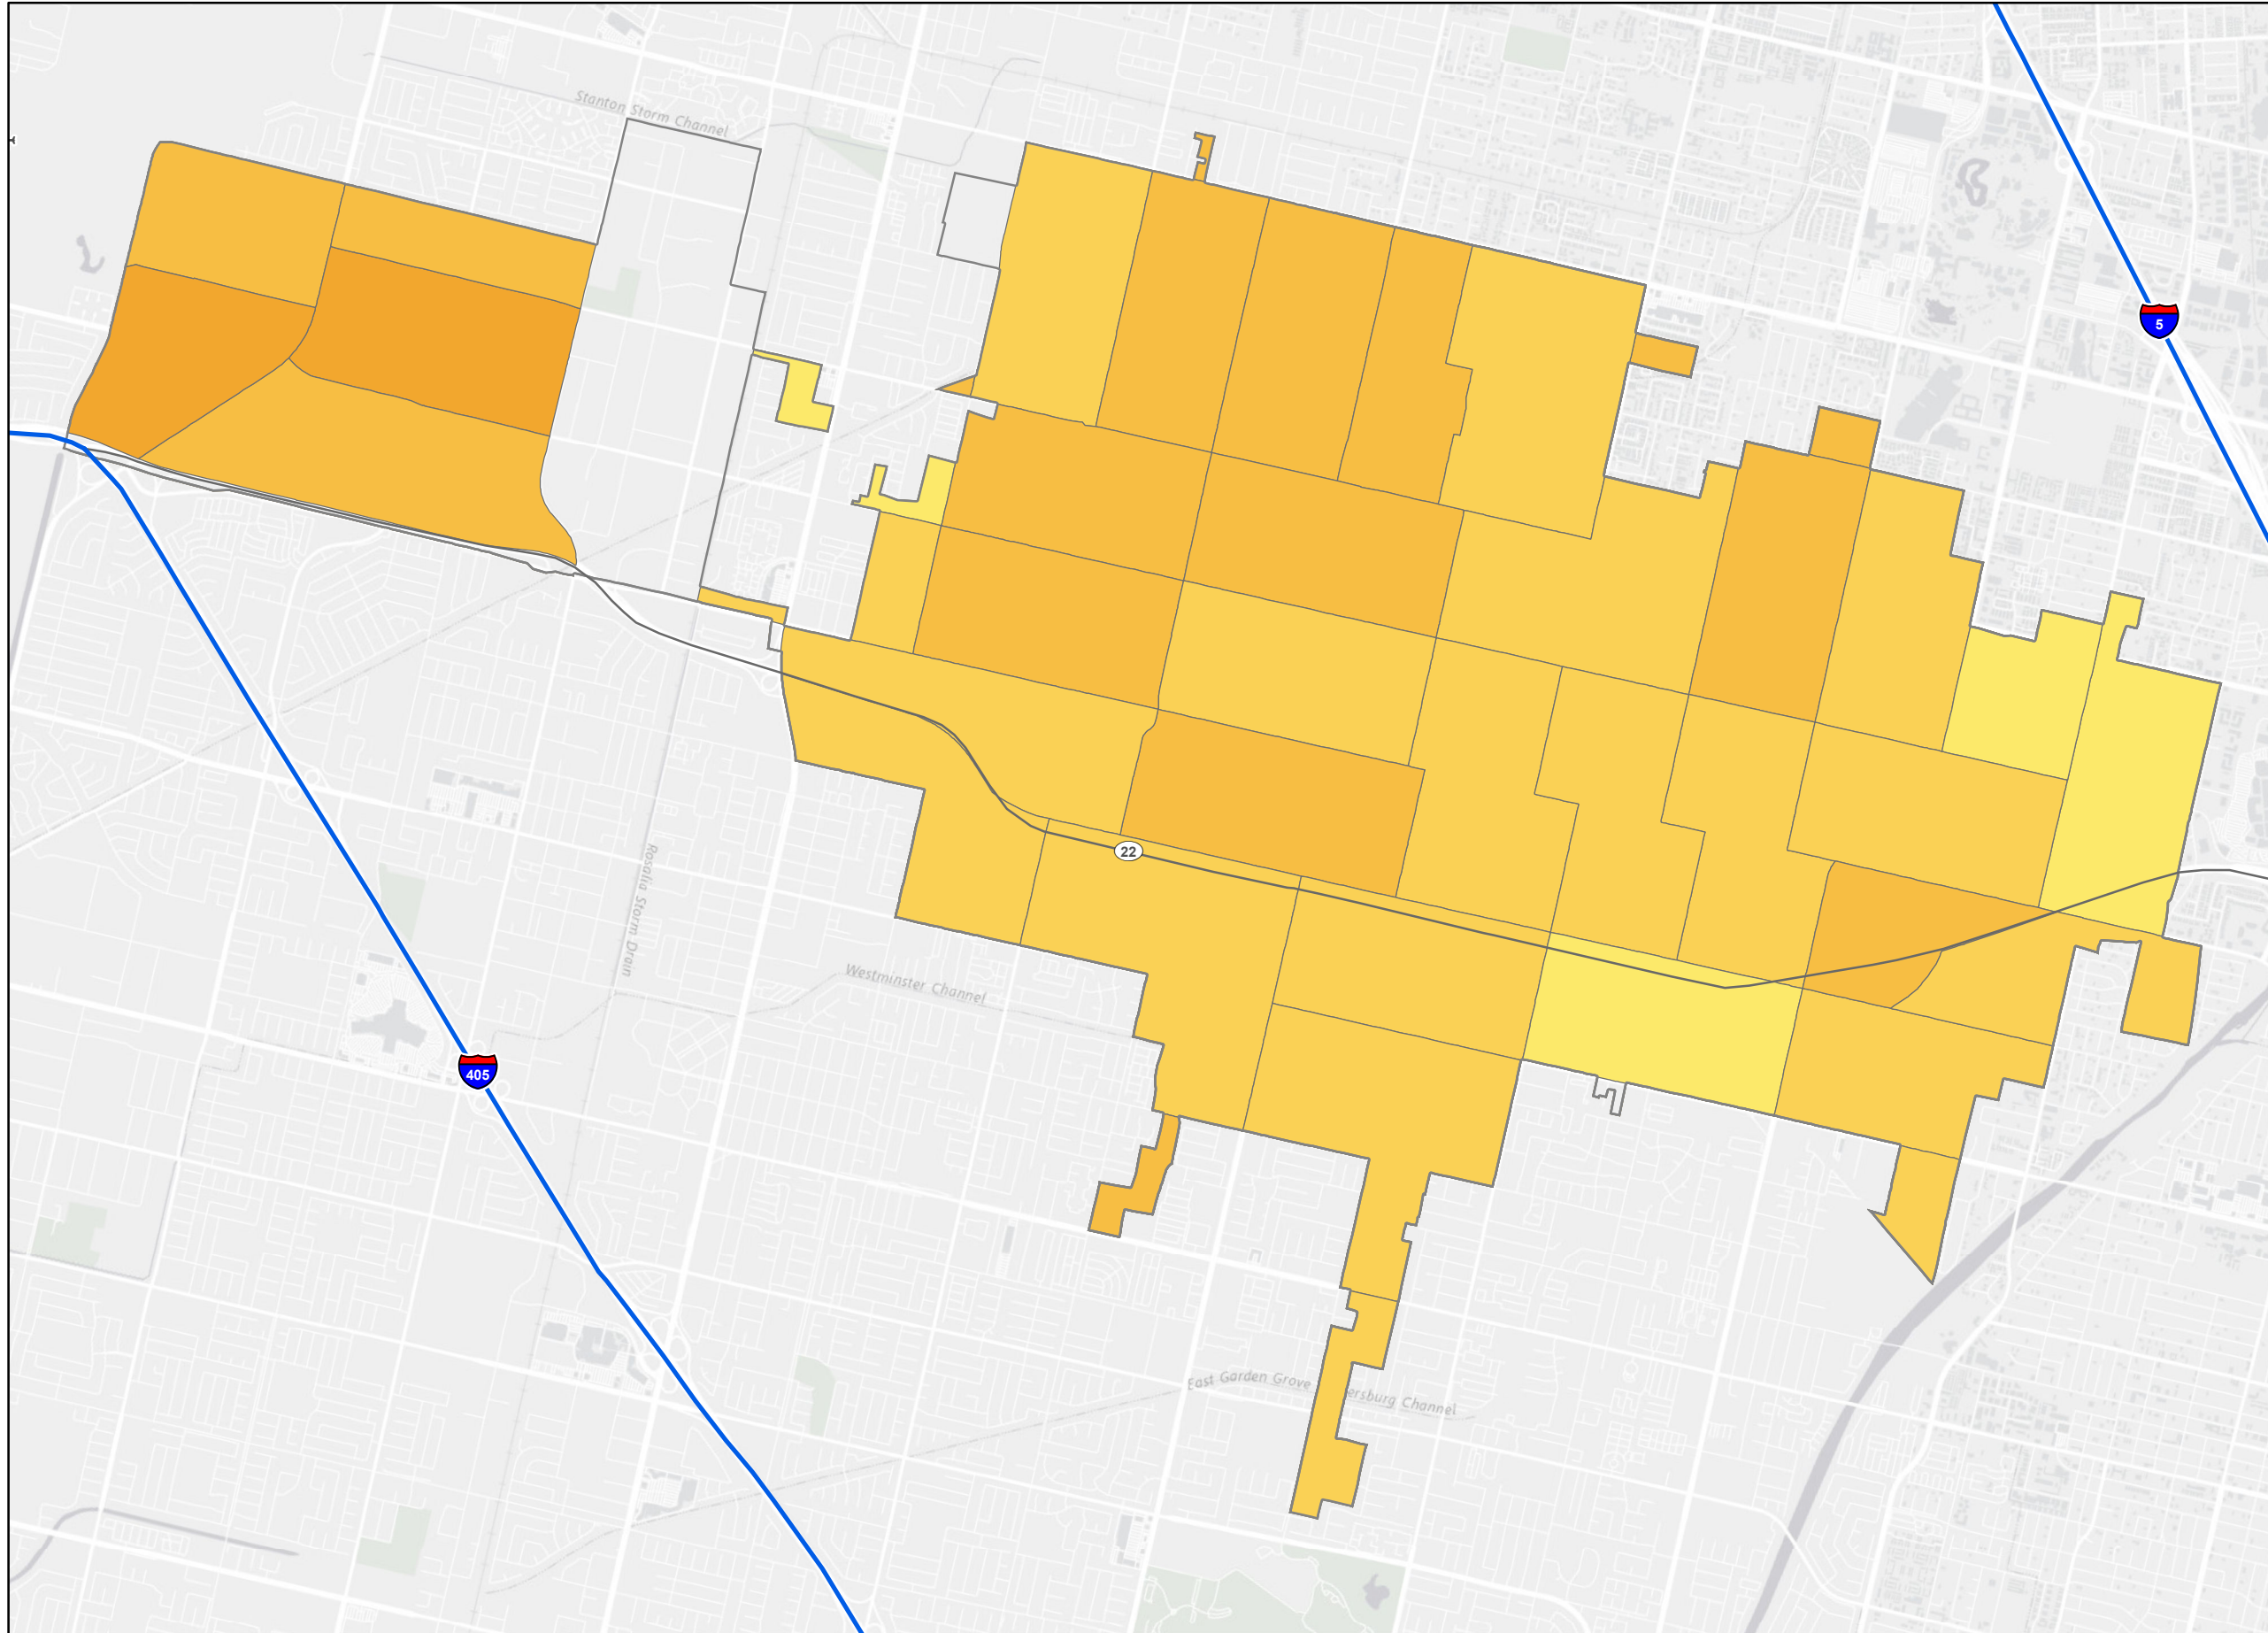 Stanton Storm Channel
5
22
Rosalia Storm Drain
Westminster Channel
405
East Garden Grove ersburg Channel